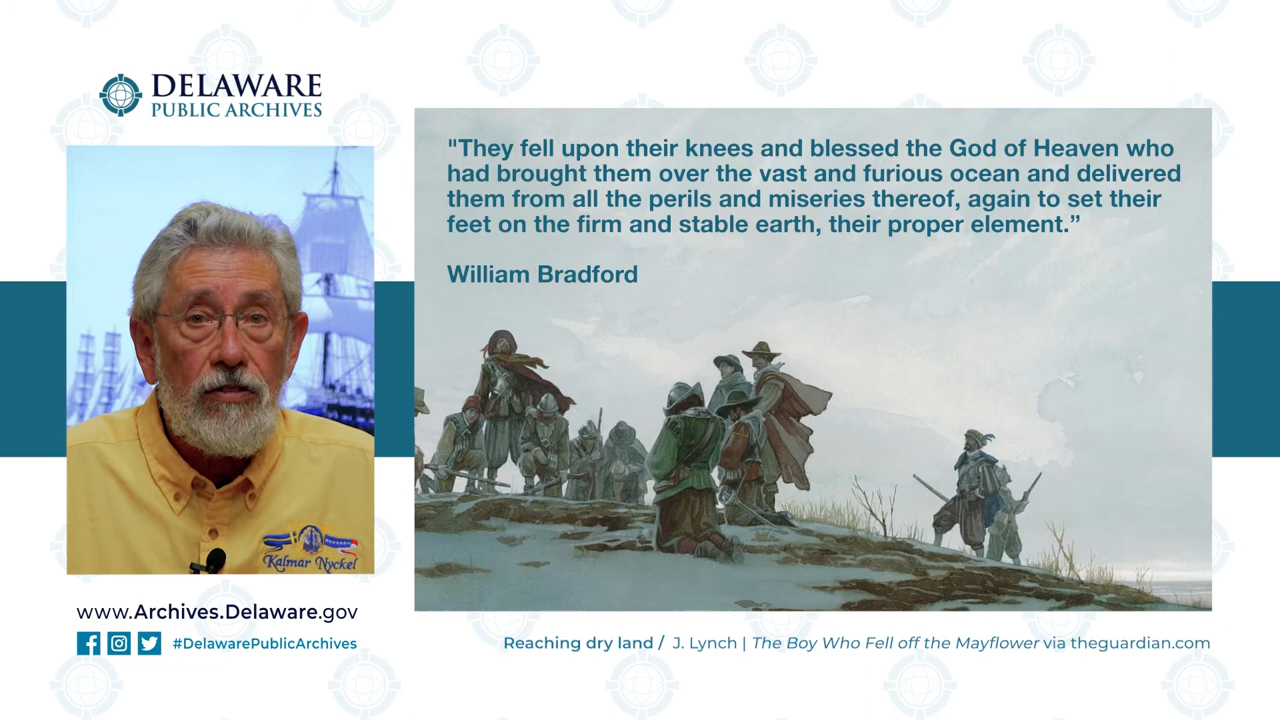 DELAWARE
PUBLIC ARCHIVES
"They fell upon their knees and blessed the God of Heaven who
had brought them over the vast and furious ocean and delivered
them from all the perils and miseries thereof, again to set their
feet on the firm and stable earth, their proper element.”
William Bradford
Kalmar Nyckel
www.Archives.Delaware.gov
#DelawarePublicArchives
Reaching dry land / J. Lynch | The Boy Who Fell off the Mayflower via theguardian.com